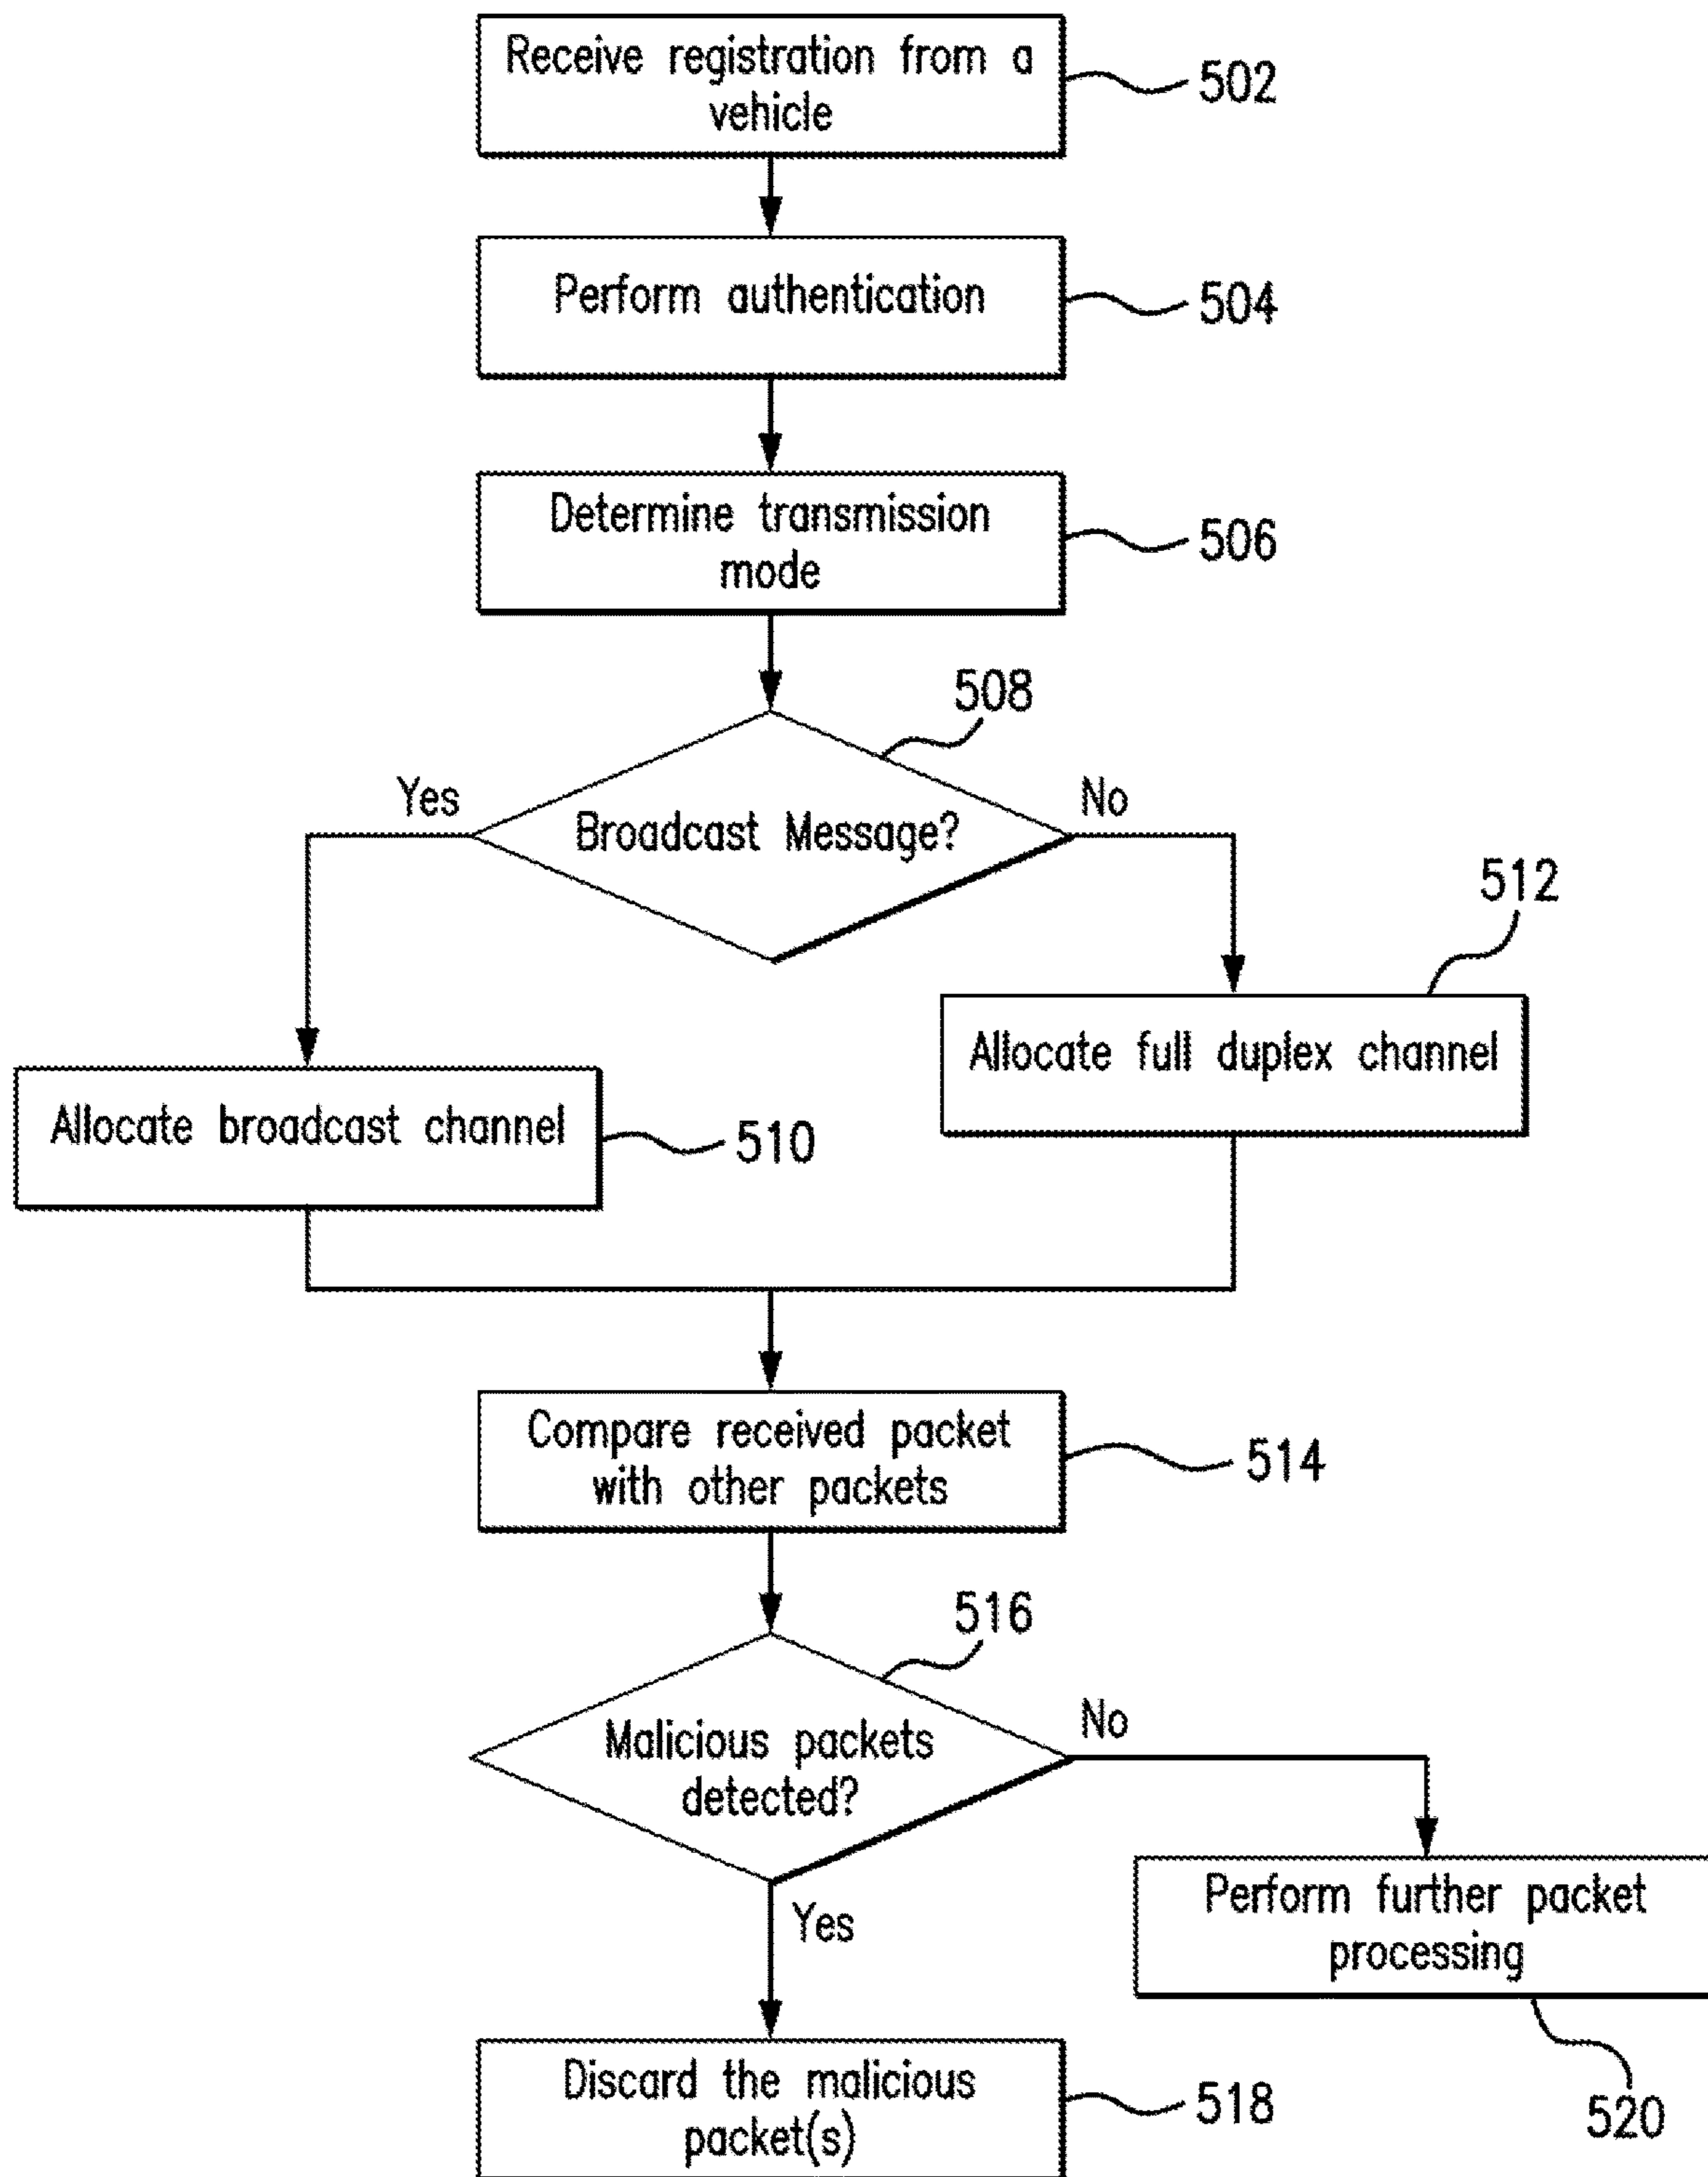 Receive registration from a
vehicle
502
Perform authentication
504
Determine transmission
mode
506
508
Yes
No
Broadcast Message?
512
Allocate full duplex channel
Allocate broadcast channel
510
Compare received packet
with other packets
514
516
No
Malicious packets
detected?
Yes
Perform further packet
processing
520
Discard the malicious
packet(s)
518